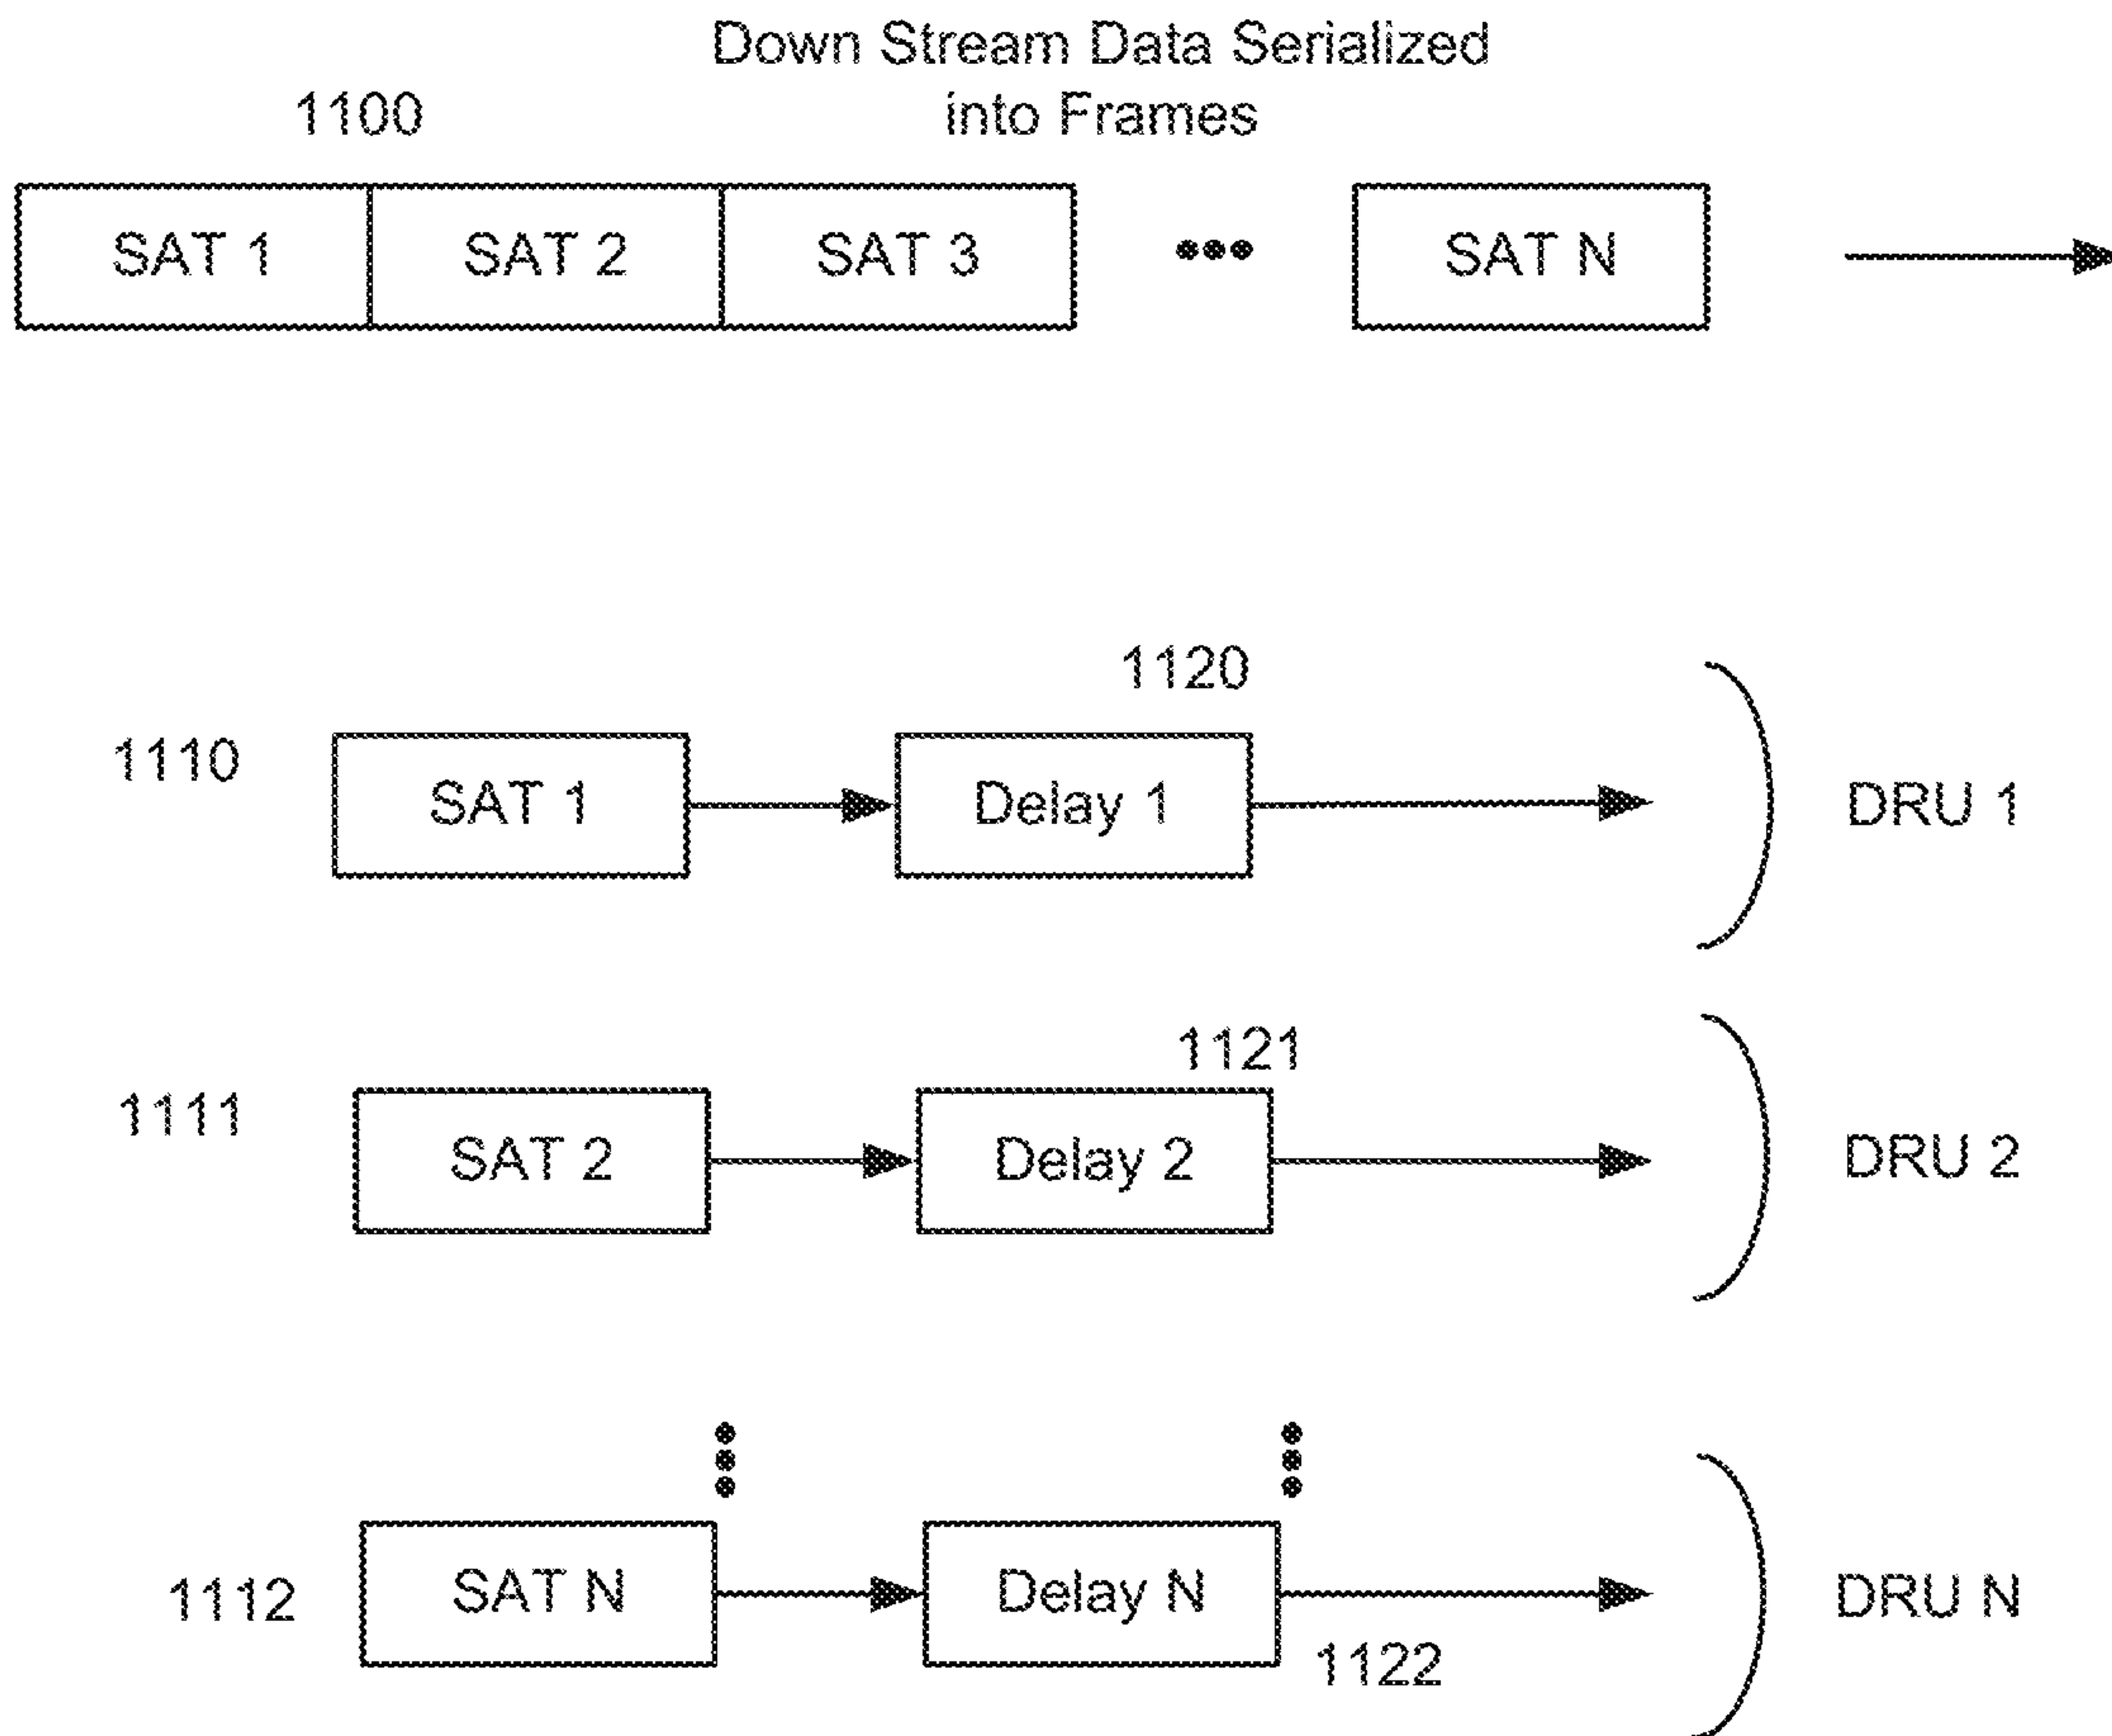 Down Stream Data Serialized
into Frames
1100
SAT 1 SAT 2 SAT 3 SAT N
1120
1110 SAT 1 Delay 1 DRU 1
1121
1111 SAT 2 Delay 2 DRU 2
1112 SAT N Delay N DRU N
1122